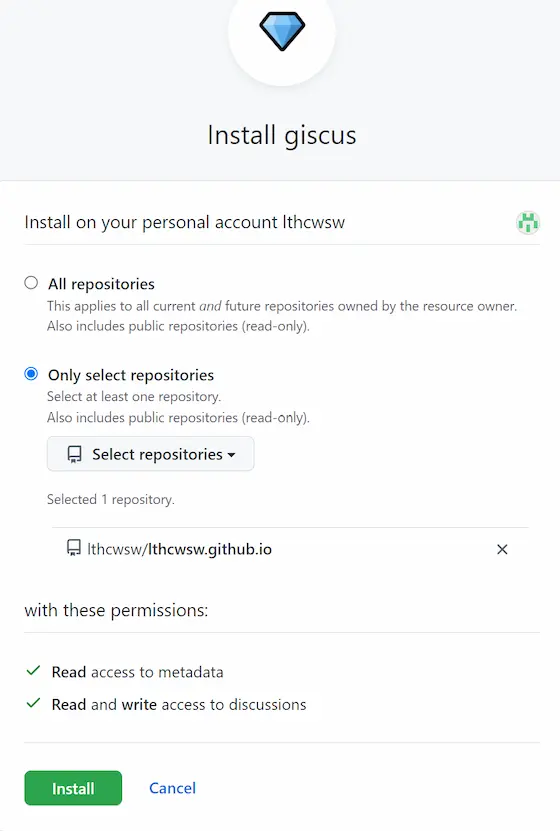 Install giscus
Install on your personal account lthcwsw
All repositories
This applies to all current and future repositories owned by the resource owner.
Also includes public repositories (read-only).
Only select repositories
Select at least one repository.
Also includes public repositories (read-only).
Select repositories
Selected 1 repository.
lthcwsw/lthcwsw.github.io
with these permissions:
Read access to metadata
Read and write access to discussions
Install Cancel